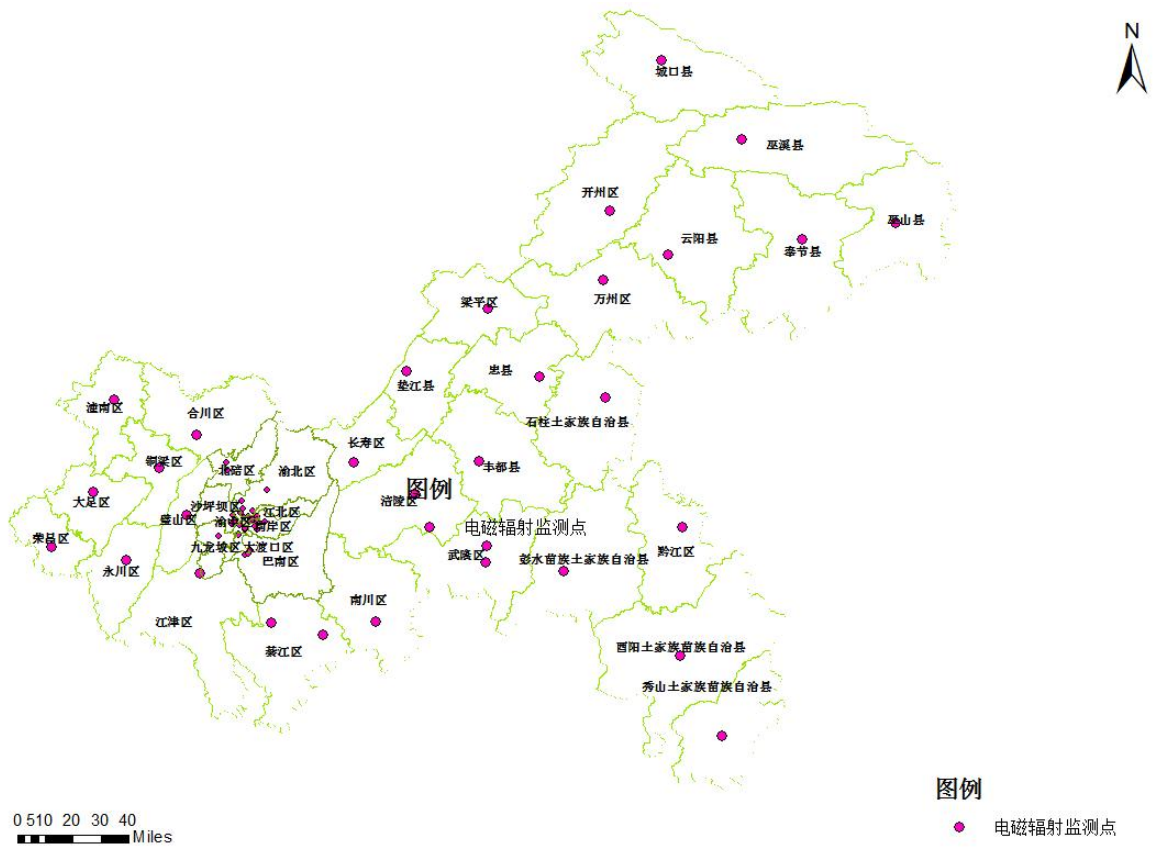 N
城口县
巫溪县
开州区
巫山县
云阳县
奉节县
万州区
梁平区
忠县
垫江县
潼南区
合川区
石柱土家族自治县
长寿区
铜梁区
北碚区
渝北区
丰都县
图例
大足区
涪陵区
沙坪坝区
江北区
璧山区
渝中区
南岸区
电磁辐射监测点
荣昌区
九龙坡区
大渡口区
武隆区
彭水苗族土家族自治县
黔江区
巴南区
永川区
南川区
江津区
綦江区
酉阳土家族苗族自治县
秀山土家族苗族自治县
图例
电磁辐射监测点
0 510 20 30 40
Miles